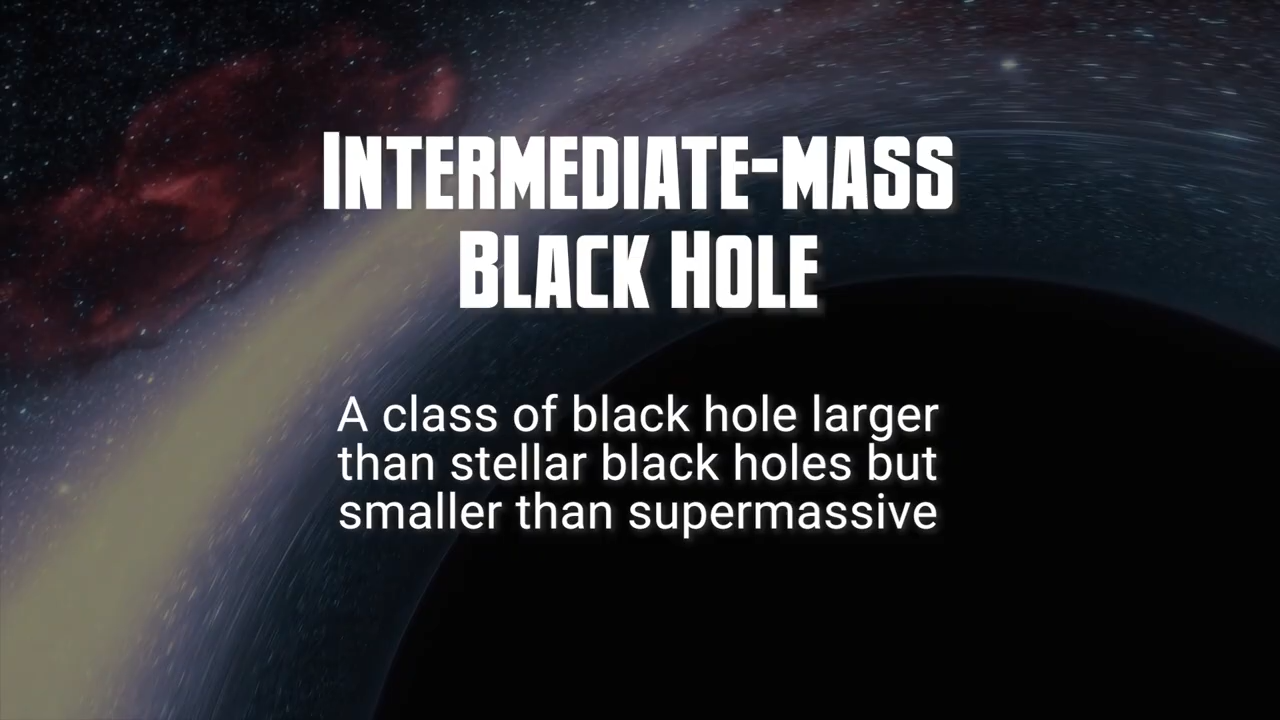 Intermediate-mass
Black Hole
A class of black hole larger
than stellar black holes but
smaller than supermassive